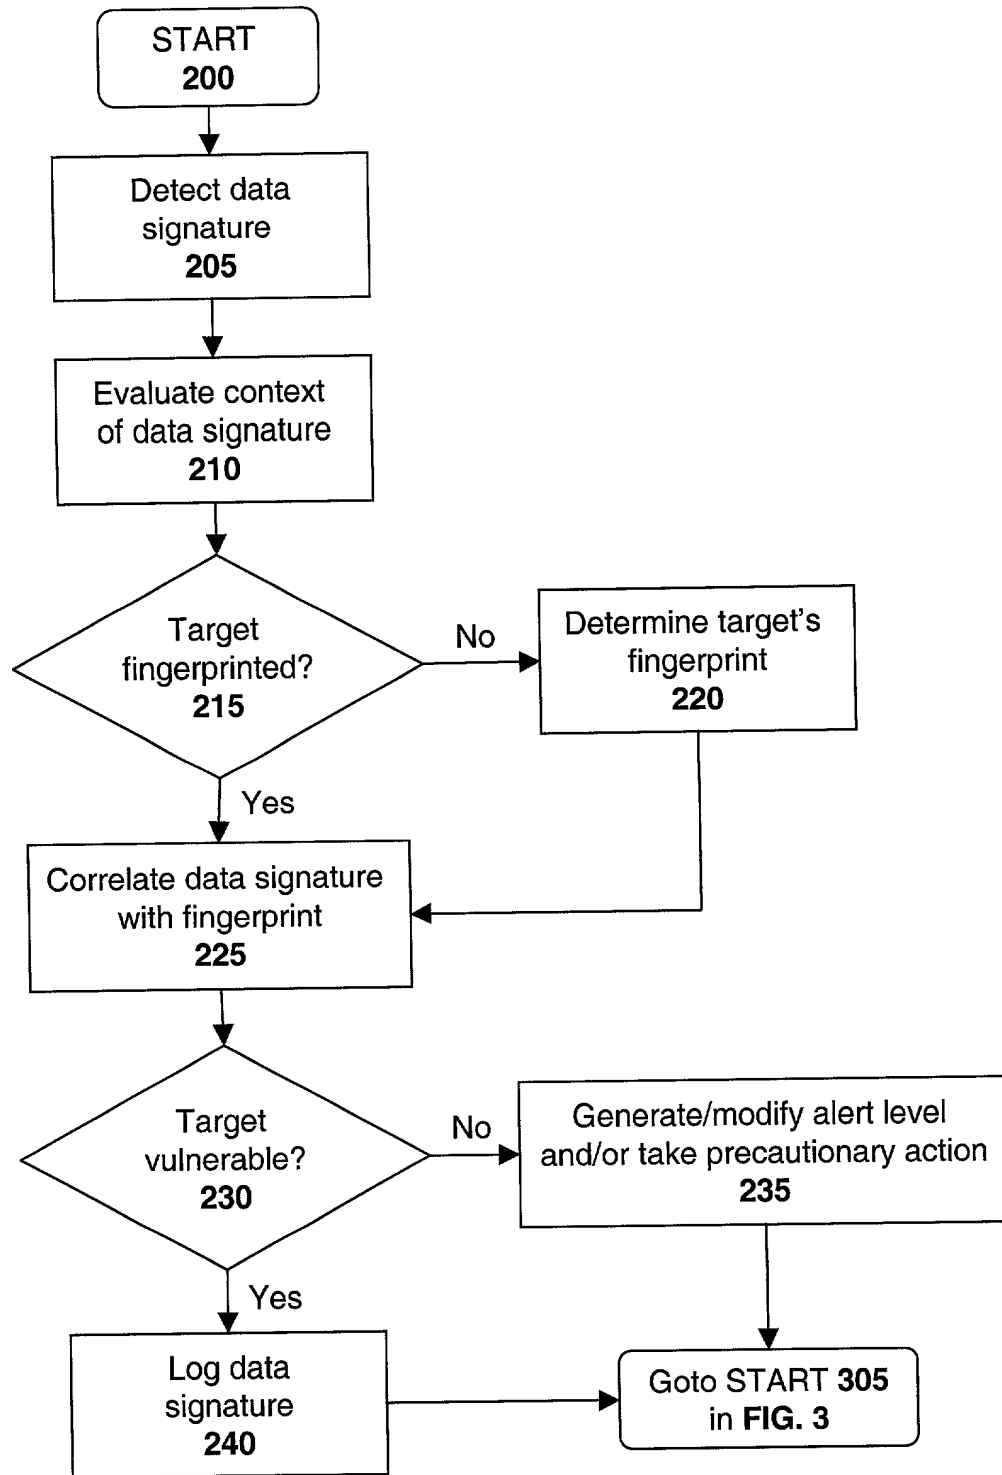 START
200
Detect data
signature
205
Evaluate context
of data signature
210
Target
fingerprinted?
215
No
Determine target's
fingerprint
220
Yes
Correlate data signature
with fingerprint
225
Target
vulnerable?
230
No
Generate/modify alert level
and/or take precautionary action
235
Yes
Log data
signature
240
Goto START 305
in FIG. 3